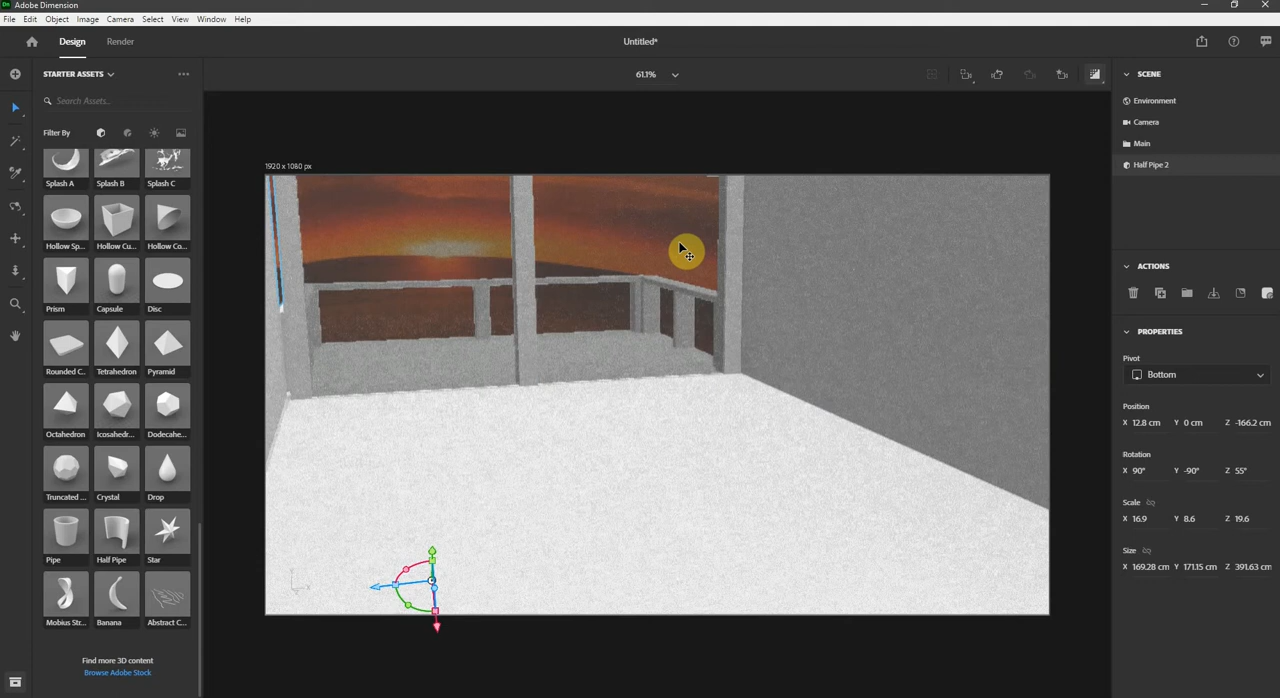 Dn Adobe Dimension
File Edit Object Image Camera Select View Window Help
Design Render Untitled*
STARTER ASSETS
61.1%
SCENE
Search Assets...
Environment
Filter By
Camera
Main
Half Pipe 2
1920 x 1080 px
Splash A Splash B Splash C
Hollow Sp... Hollow Cu... Hollow Co...
ACTIONS
Prism Capsule Disc
PROPERTIES
Pivot
Bottom
Rounded C... Tetrahedron Pyramid
Position
X 12.8 cm Y 0 cm Z -166.2 cm
Octahedron Icosahedr... Dodecahe...
Rotation
X 90° Y -90° Z 55°
Truncated ... Crystal Drop
Scale
X 16.9 Y 8.6 Z 19.6
Size
Pipe Half Pipe Star
X 169.28 cm Y 171.15 cm Z 391.63 cm
Mobius Str... Banana Abstract C...
Find more 3D content
Browse Adobe Stock